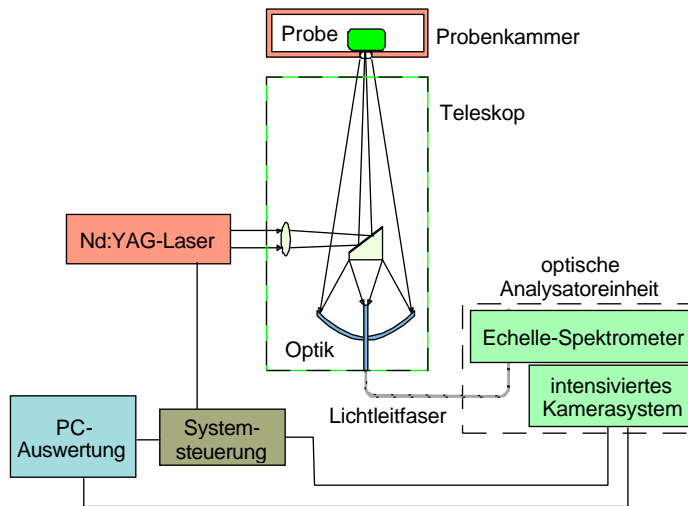 Probe
Probenkammer
Teleskop
Nd:YAG-Laser
optische
Analysatoreinheit
Echelle-Spektrometer
Optik
intensiviertes
Kamerasystem
Lichtleitfaser
PC-
Auswertung
System-
steuerung